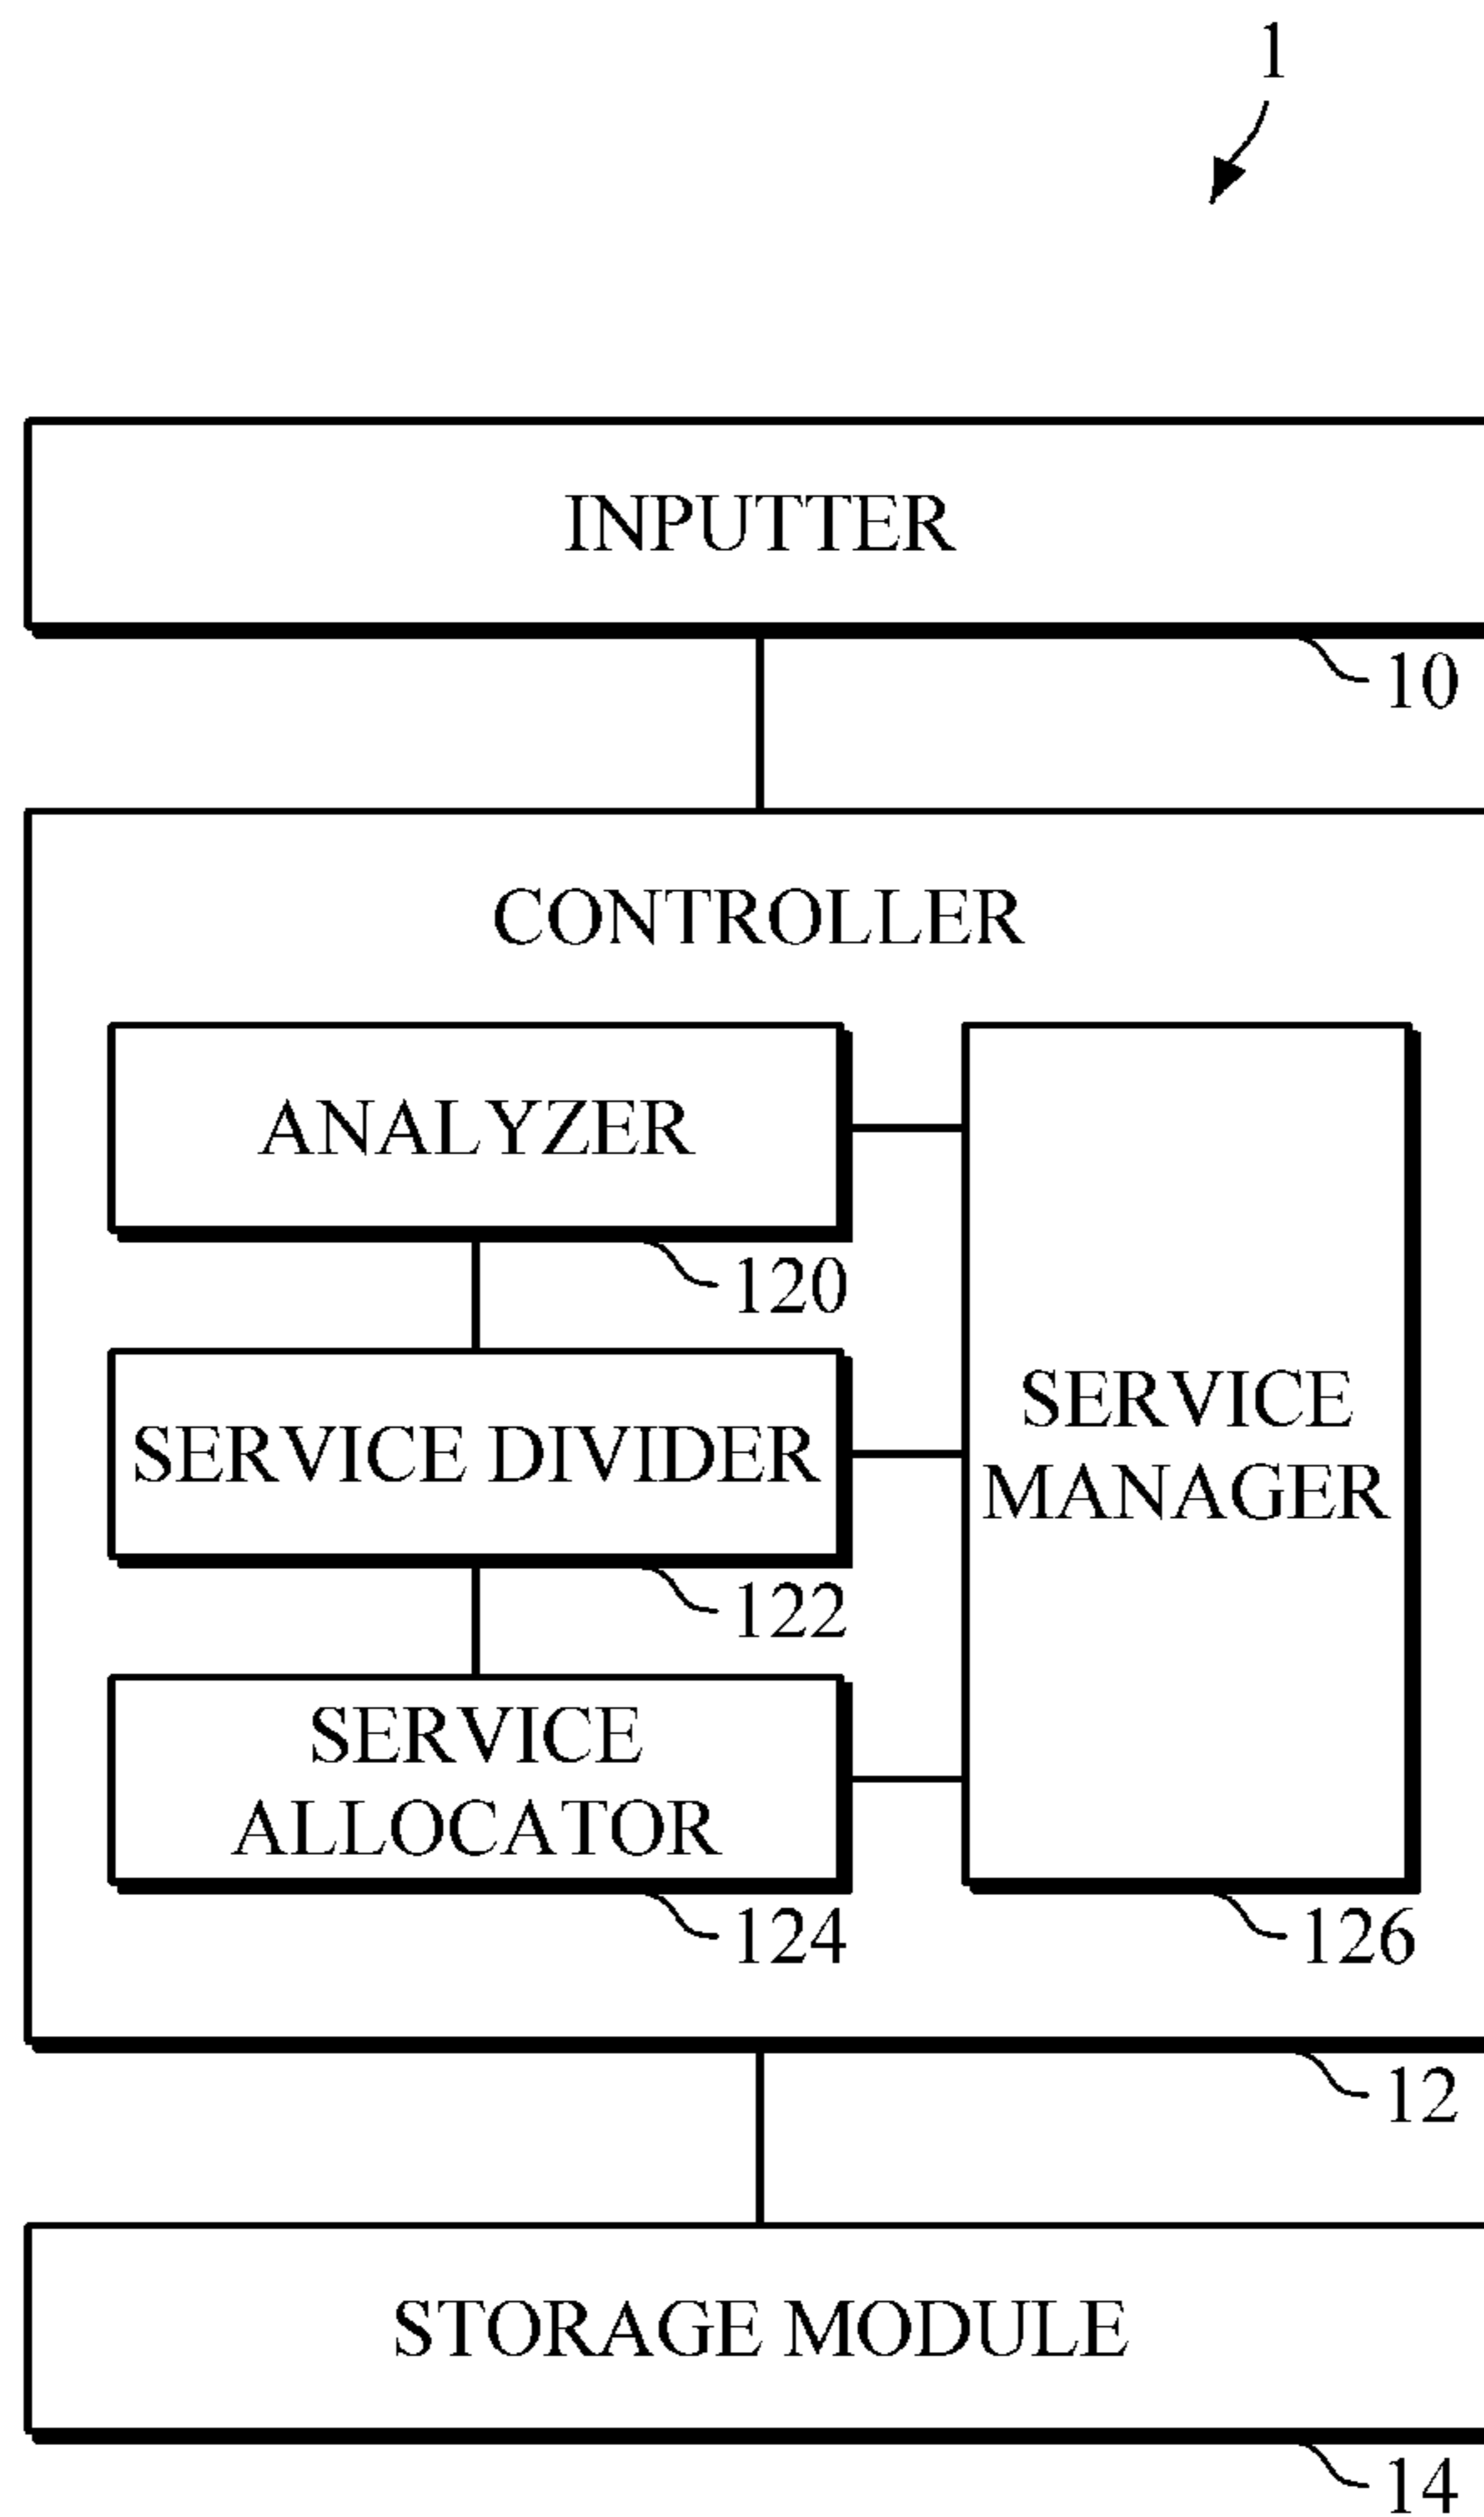 1
INPUTTER
10
CONTROLLER
ANALYZER
120
SERVICE DIVIDER
122
SERVICE
ALLOCATOR
124
SERVICE
MANAGER
126
12
STORAGE MODULE
14